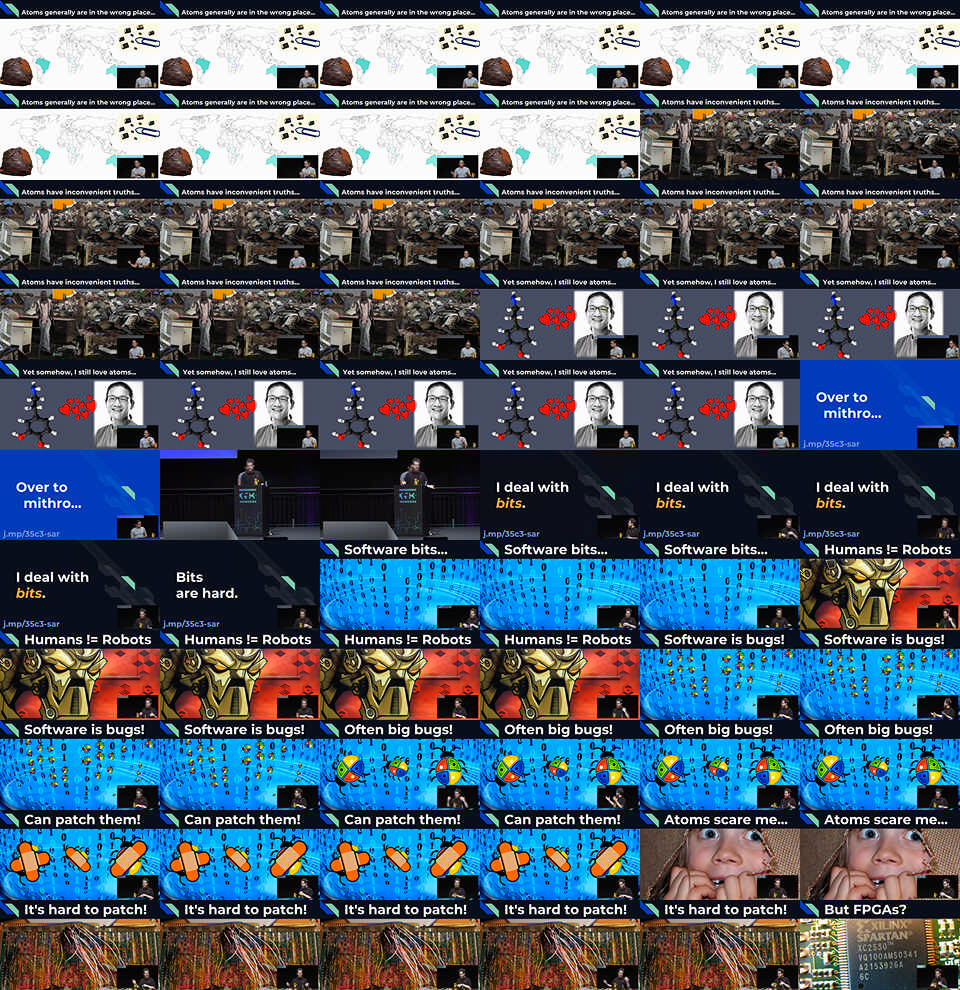 Atoms generally are in the wrong place...
Atoms generally are in the wrong place...
Atoms generally are in the wrong place...
Atoms generally are in the wrong place...
Atoms generally are in the wrong place...
Atoms generally are in the wrong place...
Atoms generally are in the wrong place...
Atoms generally are in the wrong place...
Atoms generally are in the wrong place...
Atoms generally are in the wrong place...
Atoms have inconvenient truths...
Atoms have inconvenient truths...
Atoms have inconvenient truths...
Atoms have inconvenient truths...
Atoms have inconvenient truths...
Atoms have inconvenient truths...
Atoms have inconvenient truths...
Atoms have inconvenient truths...
Atoms have inconvenient truths...
Atoms have inconvenient truths...
Atoms have inconvenient truths...
Yet somehow, I still love atoms...
Yet somehow, I still love atoms...
Yet somehow, I still love atoms...
Yet somehow, I still love atoms...
Yet somehow, I still love atoms...
Yet somehow, I still love atoms...
Yet somehow, I still love atoms...
Yet somehow, I still love atoms...
Over to
mithro...
j.mp/35c3-sar
Over to
mithro...
j.mp/35c3-sar
I deal with
bits.
j.mp/35c3-sar
I deal with
bits.
j.mp/35c3-sar
I deal with
bits.
j.mp/35c3-sar
I deal with
bits.
j.mp/35c3-sar
Bits
are hard.
j.mp/35c3-sar
Software bits...
Software bits...
Software bits...
Humans != Robots
Humans != Robots
Humans != Robots
Humans != Robots
Humans != Robots
Software is bugs!
Software is bugs!
Software is bugs!
Software is bugs!
Often big bugs!
Often big bugs!
Often big bugs!
Often big bugs!
Can patch them!
Can patch them!
Can patch them!
Can patch them!
Atoms scare me...
Atoms scare me...
It's hard to patch!
It's hard to patch!
It's hard to patch!
It's hard to patch!
It's hard to patch!
But FPGAs?
XILINX
SPARTAN